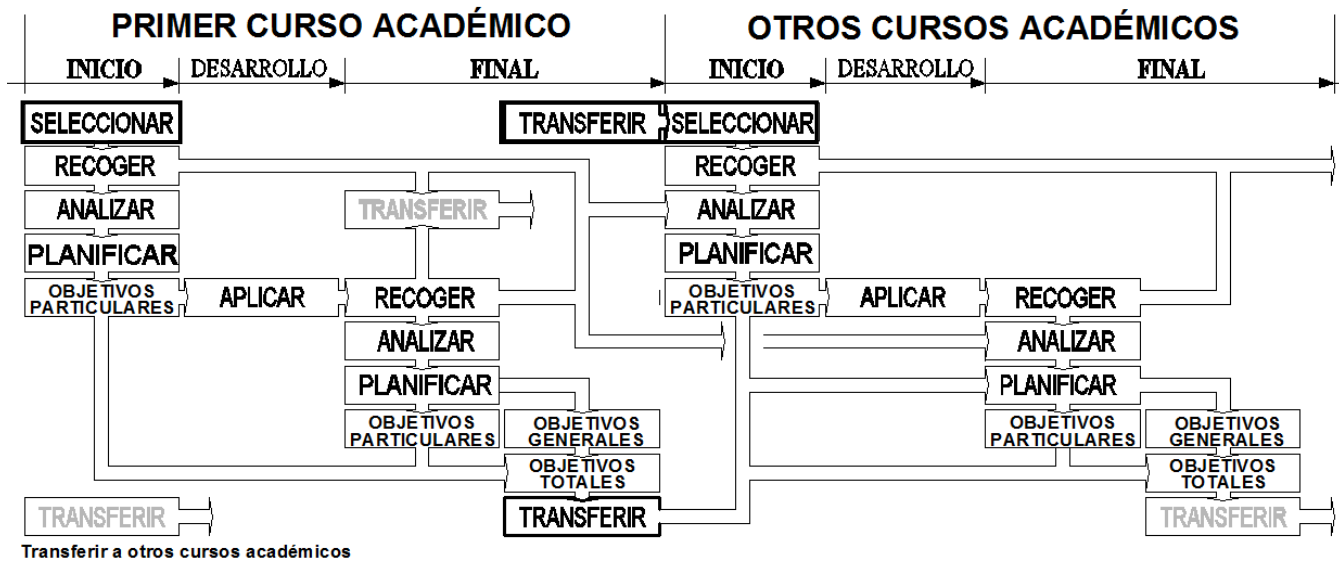 PRIMER CURSO ACADÉMICO OTROS CURSOS ACADÉMICOS
INICIO DESARROLLO FINAL INICIO DESARROLLO FINAL
SELECCIONAR TRANSFERIR SELECCIONAR
RECOGER RECOGER
ANALIZAR TRANSFERIR ANALIZAR
PLANIFICAR PLANIFICAR
OBJETIVOS PARTICULARES APLICAR RECOGER OBJETIVOS PARTICULARES APLICAR RECOGER
ANALIZAR ANALIZAR
PLANIFICAR PLANIFICAR
OBJETIVOS OBJETIVOS OBJETIVOS OBJETIVOS
PARTICULARES GENERALES PARTICULARES GENERALES
OBJETIVOS OBJETIVOS
TOTALES TOTALES
TRANSFERIR TRANSFERIR TRANSFERIR
Transferir a otros cursos académicos